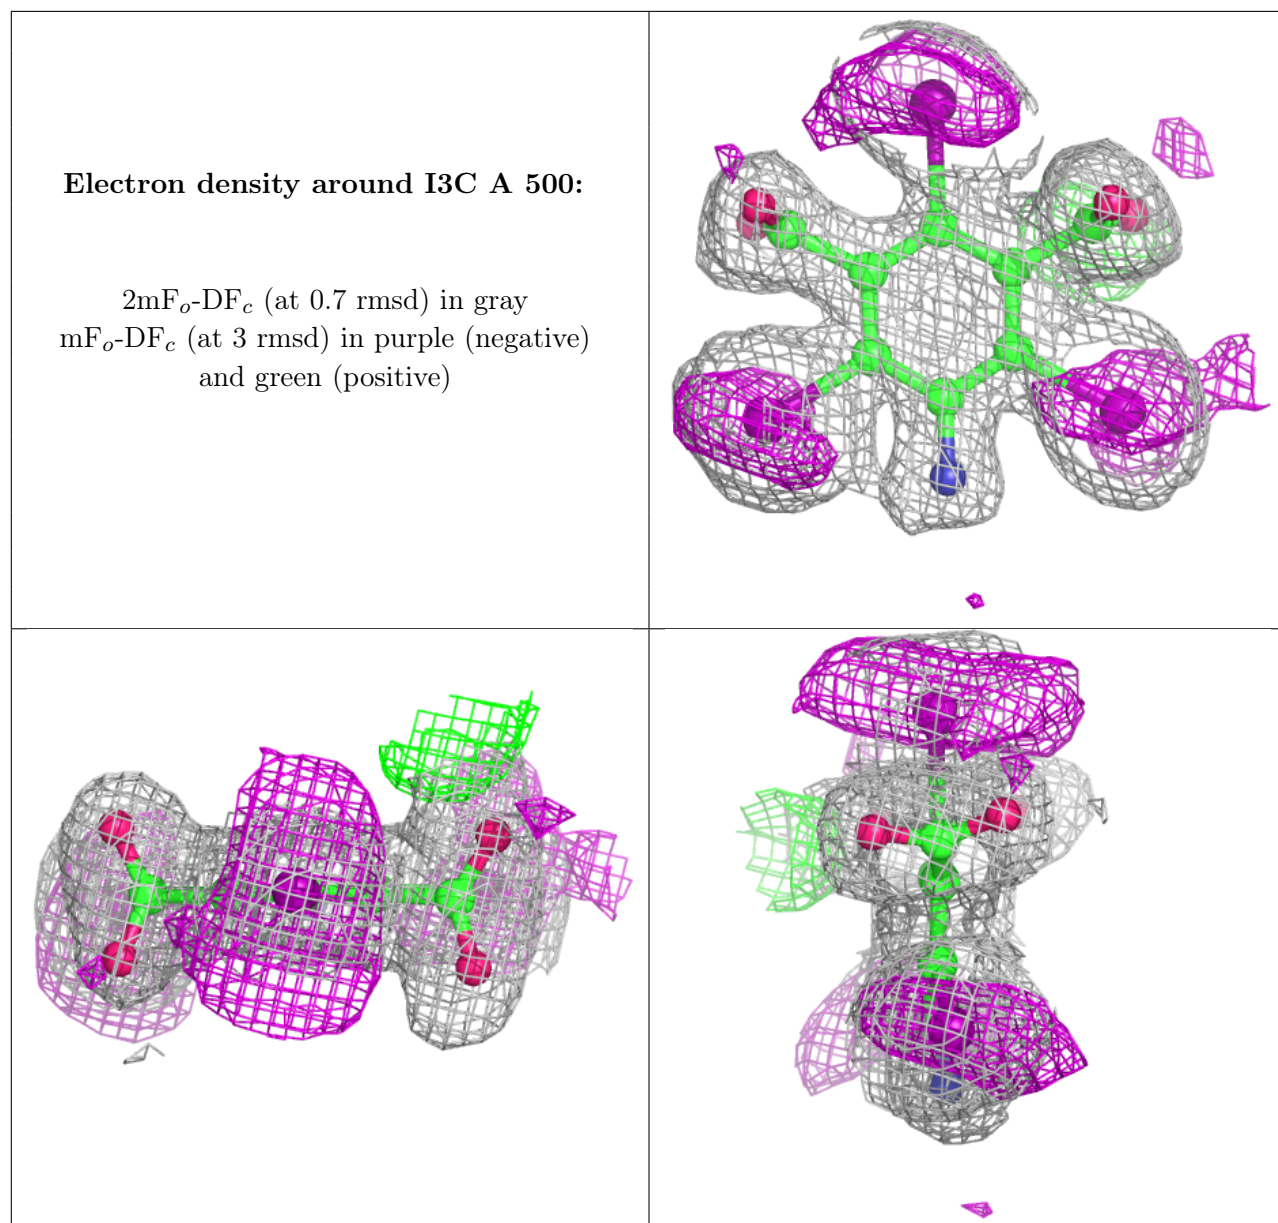 Electron density around I3C A 500:
2mFo-DFc (at 0.7 rmsd) in gray
mFo-DFc (at 3 rmsd) in purple (negative)
and green (positive)